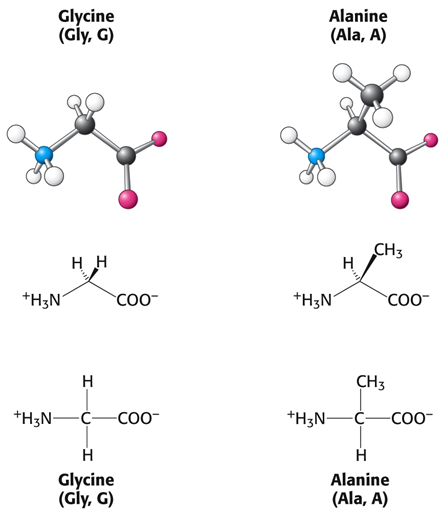 Glycine
(Gly, G)
Alanine
(Ala, A)
H H
⁺H₃N COO⁻
H CH₃
⁺H₃N COO⁻
H
⁺H₃N—C—COO⁻
H
Glycine
(Gly, G)
CH₃
⁺H₃N—C—COO⁻
H
Alanine
(Ala, A)